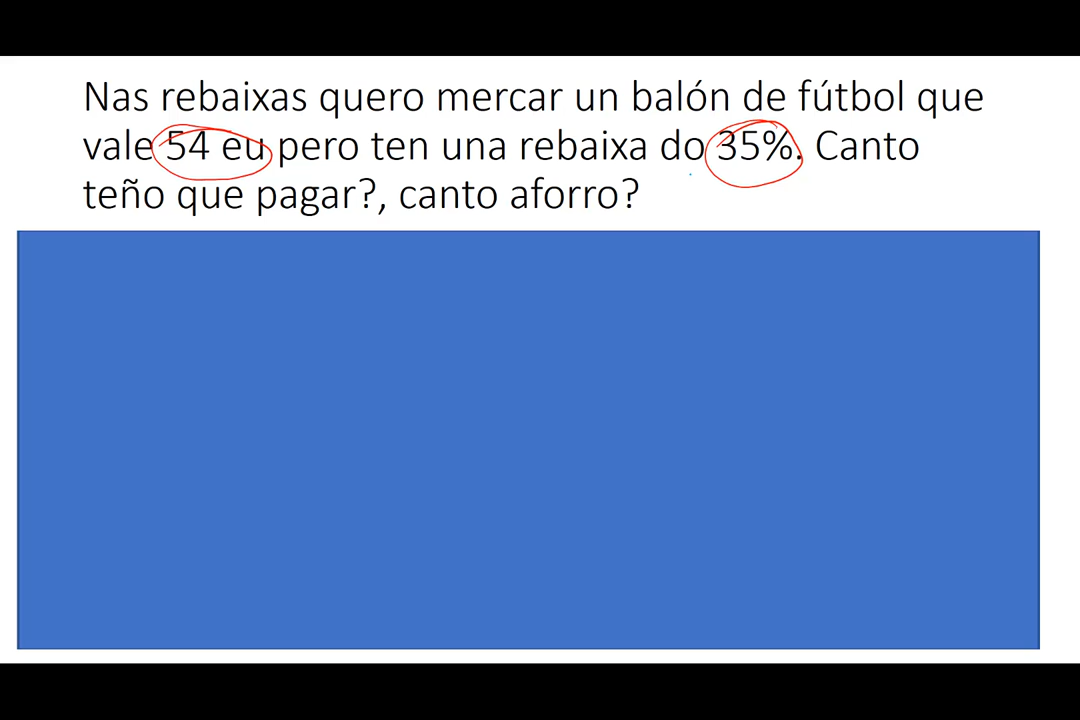 Nas rebaixas quero mercar un balón de fútbol que
vale 54 eu pero ten una rebaixa do 35%. Canto
teño que pagar?, canto aforro?